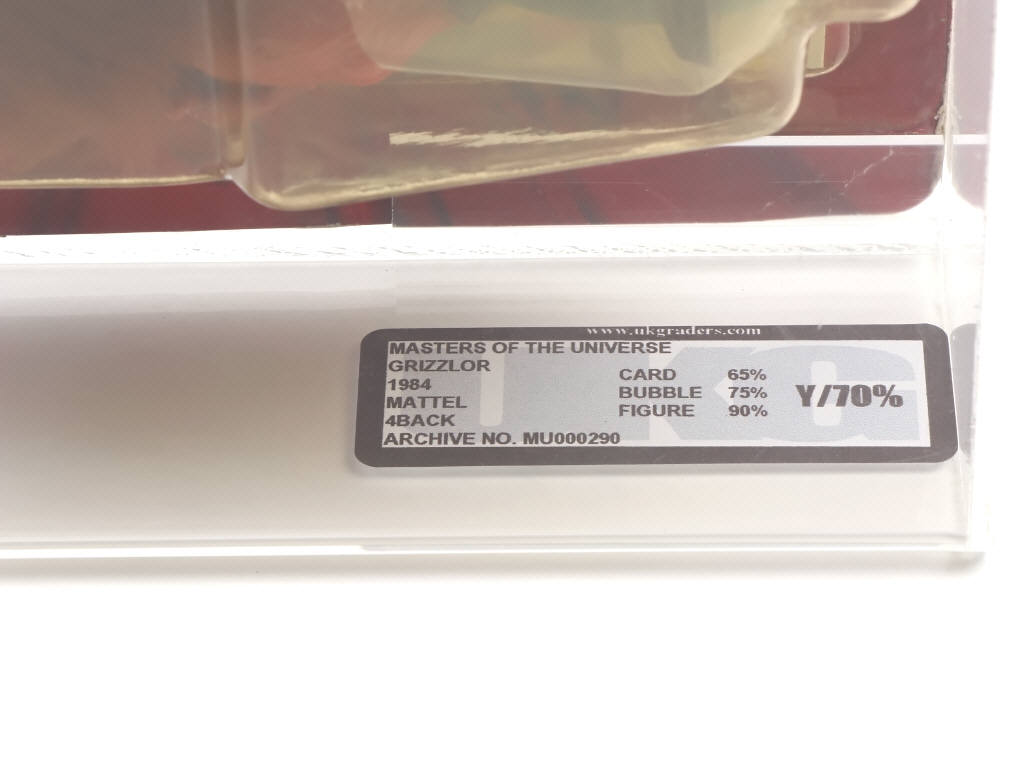 www.ukgraders.com
MASTERS OF THE UNIVERSE
GRIZZLOR
1984
MATTEL
4BACK
ARCHIVE NO. MU000290
CARD 65%
BUBBLE 75%
FIGURE 90%
Y/70%
UKG